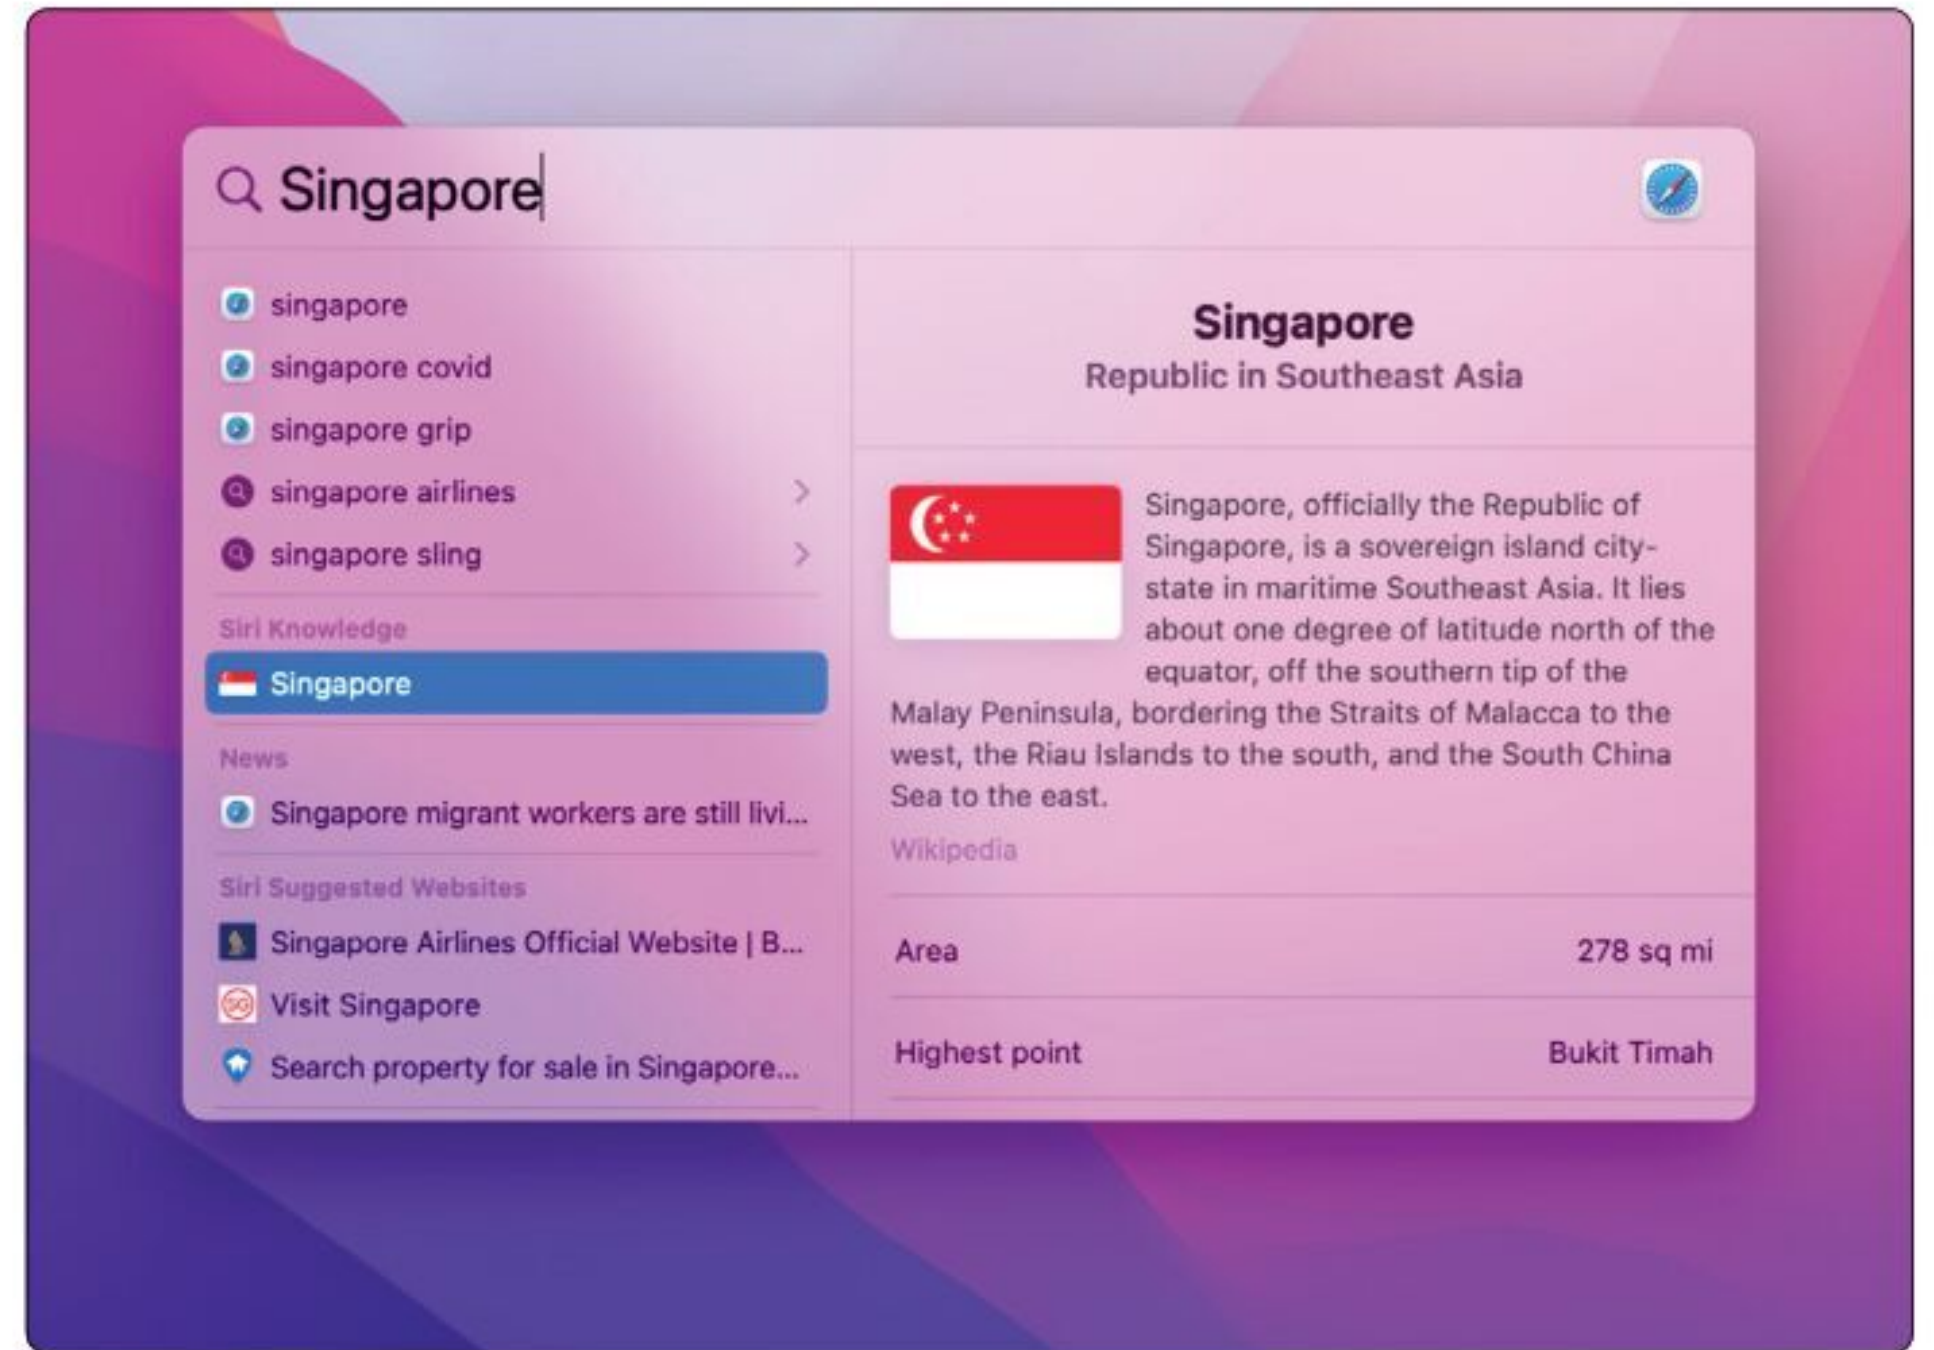 Singapore
singapore
singapore covid
singapore grip
singapore airlines
singapore sling
Siri Knowledge
Singapore
News
Singapore migrant workers are still livi...
Siri Suggested Websites
Singapore Airlines Official Website | B...
SG
Visit Singapore
Search property for sale in Singapore...
Singapore
Republic in Southeast Asia
Singapore, officially the Republic of
Singapore, is a sovereign island city-
state in maritime Southeast Asia. It lies
about one degree of latitude north of the
equator, off the southern tip of the
Malay Peninsula, bordering the Straits of Malacca to the
west, the Riau Islands to the south, and the South China
Sea to the east.
Wikipedia
Area 278 sq mi
Highest point Bukit Timah